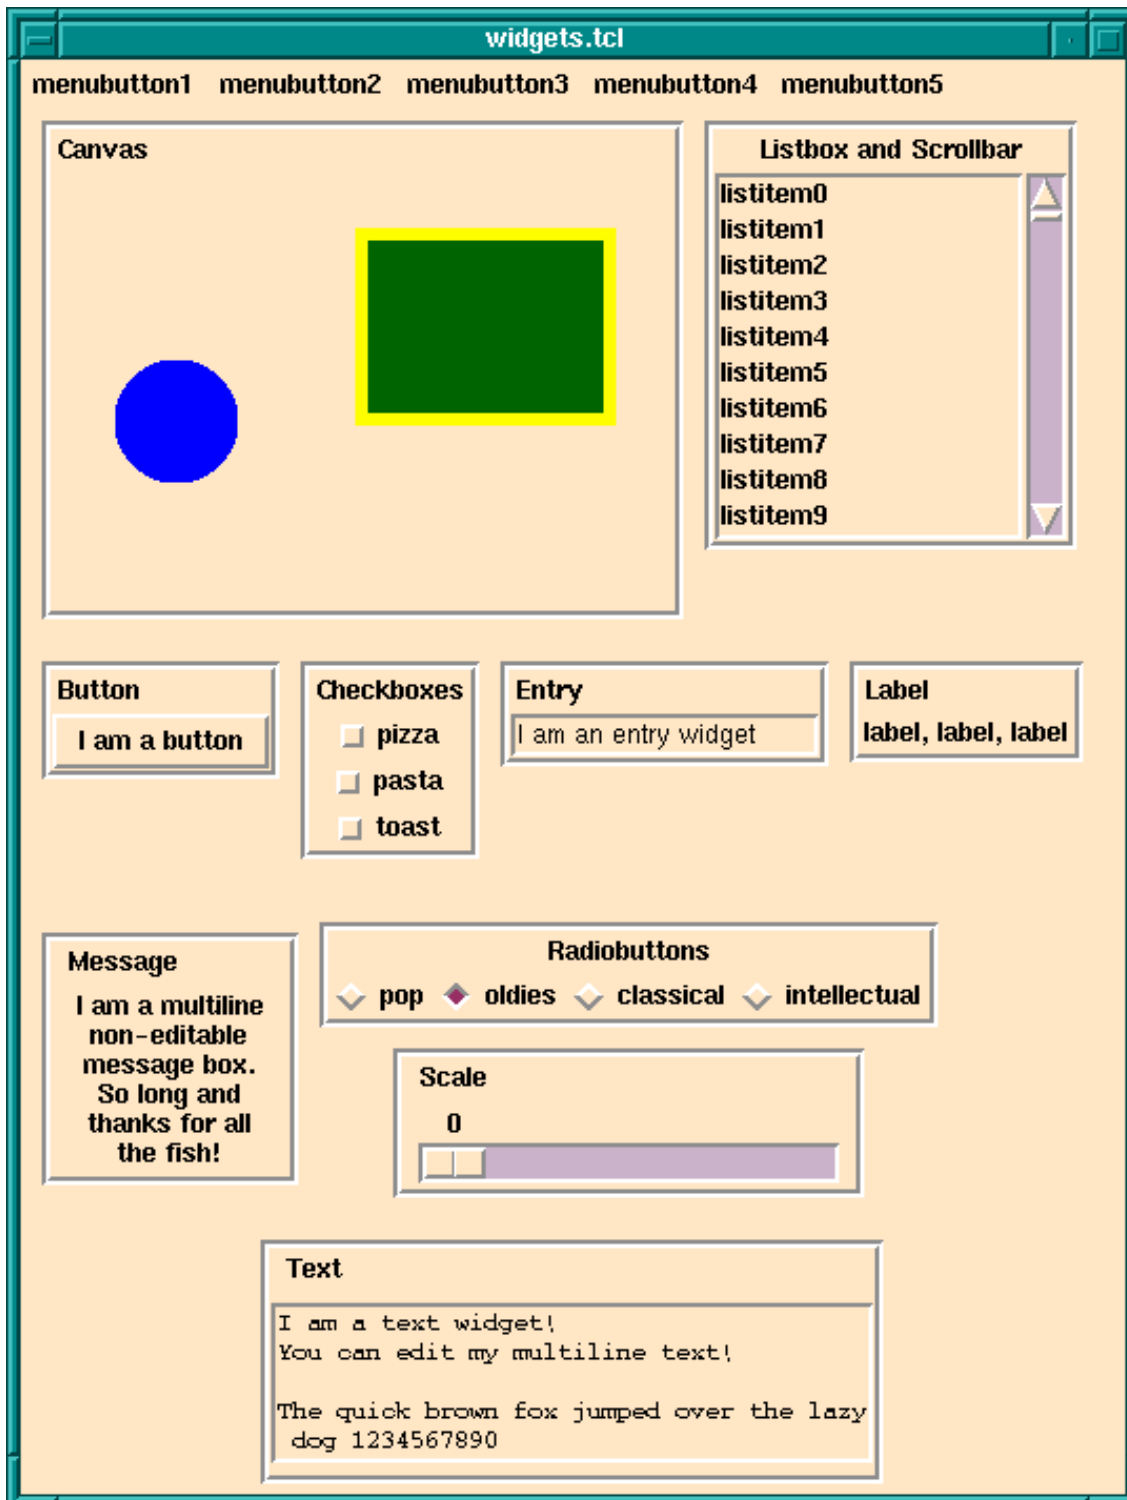 widgets.tcl
menubutton1 menubutton2 menubutton3 menubutton4 menubutton5
Canvas
Listbox and Scrollbar
listitem0
listitem1
listitem2
listitem3
listitem4
listitem5
listitem6
listitem7
listitem8
listitem9
Button
I am a button
Checkboxes
pizza
pasta
toast
Entry
I am an entry widget
Label
label, label, label
Message
I am a multiline
non-editable
message box.
So long and
thanks for all
the fish!
Radiobuttons
pop oldies classical intellectual
Scale
0
Text
I am a text widget!
You can edit my multiline text!
The quick brown fox jumped over the lazy
dog 1234567890